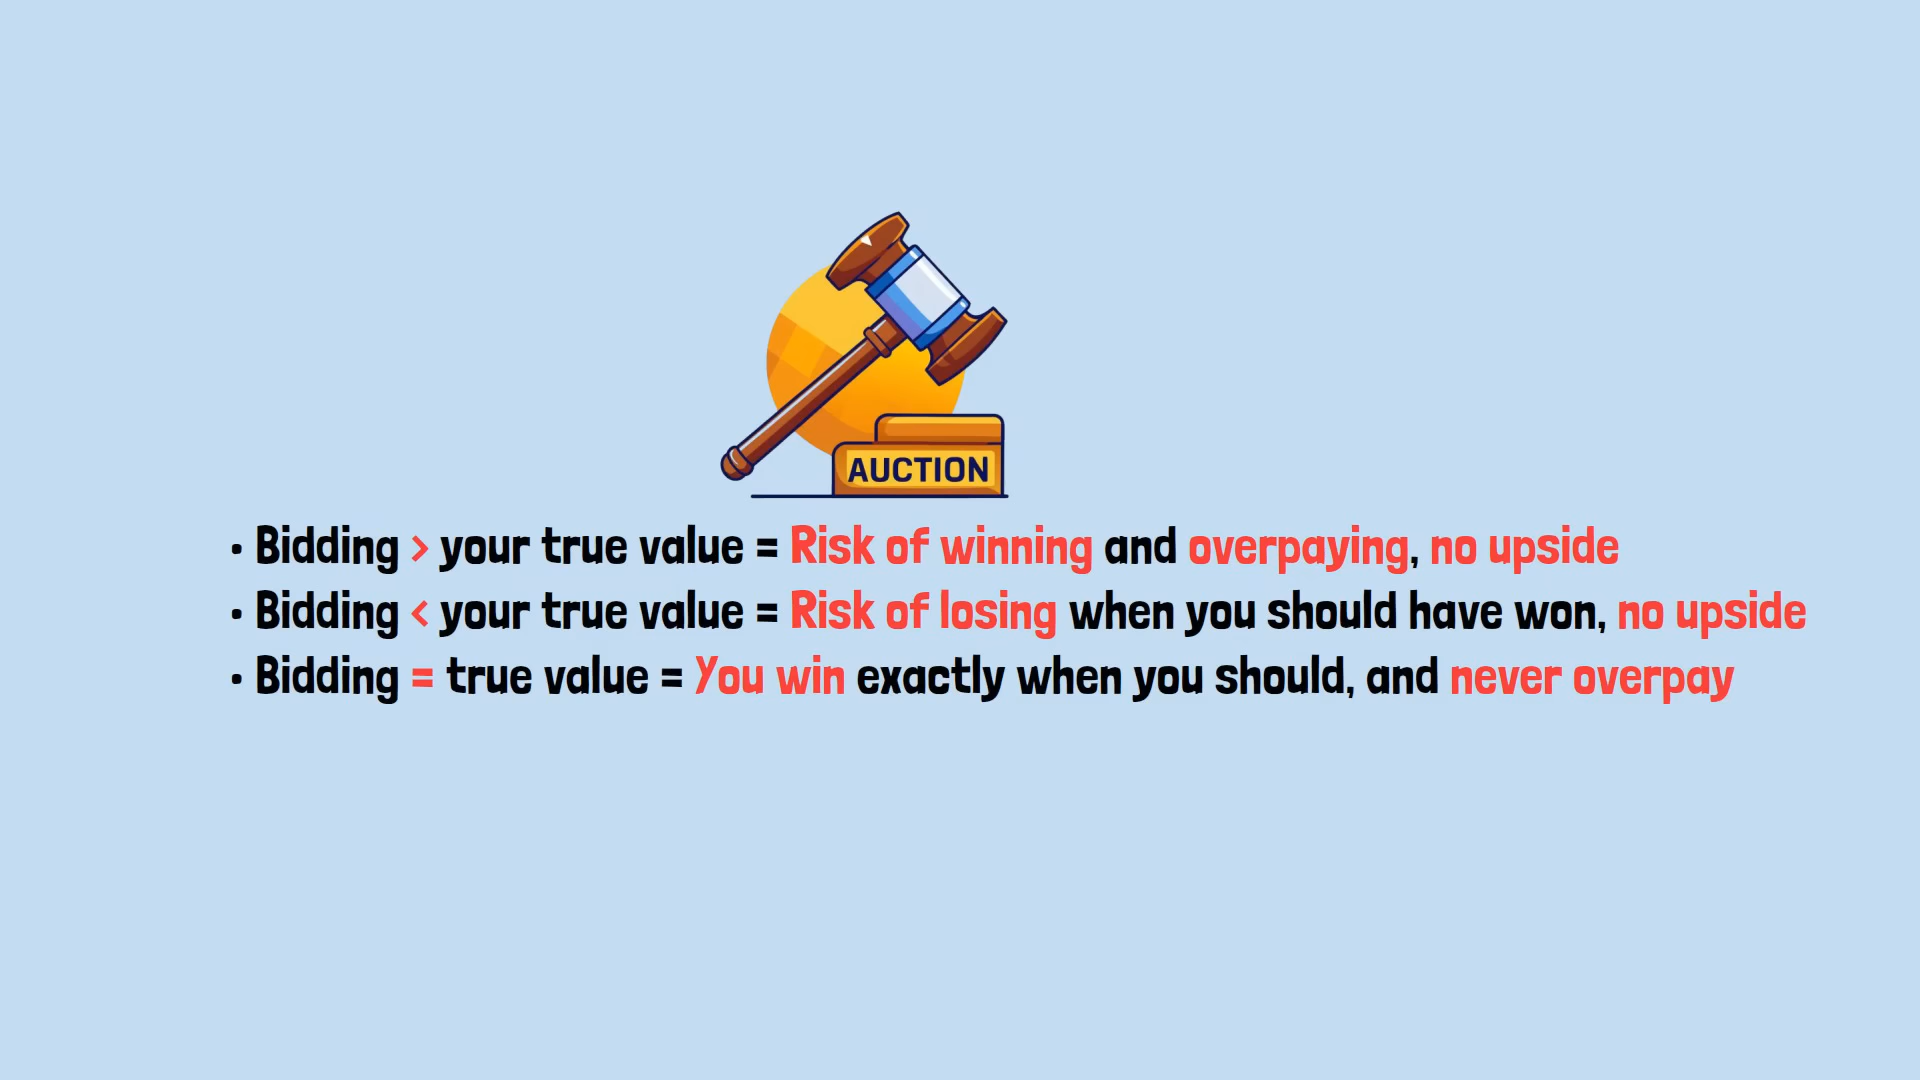 AUCTION
• Bidding > your true value = Risk of winning and overpaying, no upside
• Bidding < your true value = Risk of losing when you should have won, no upside
• Bidding = true value = You win exactly when you should, and never overpay